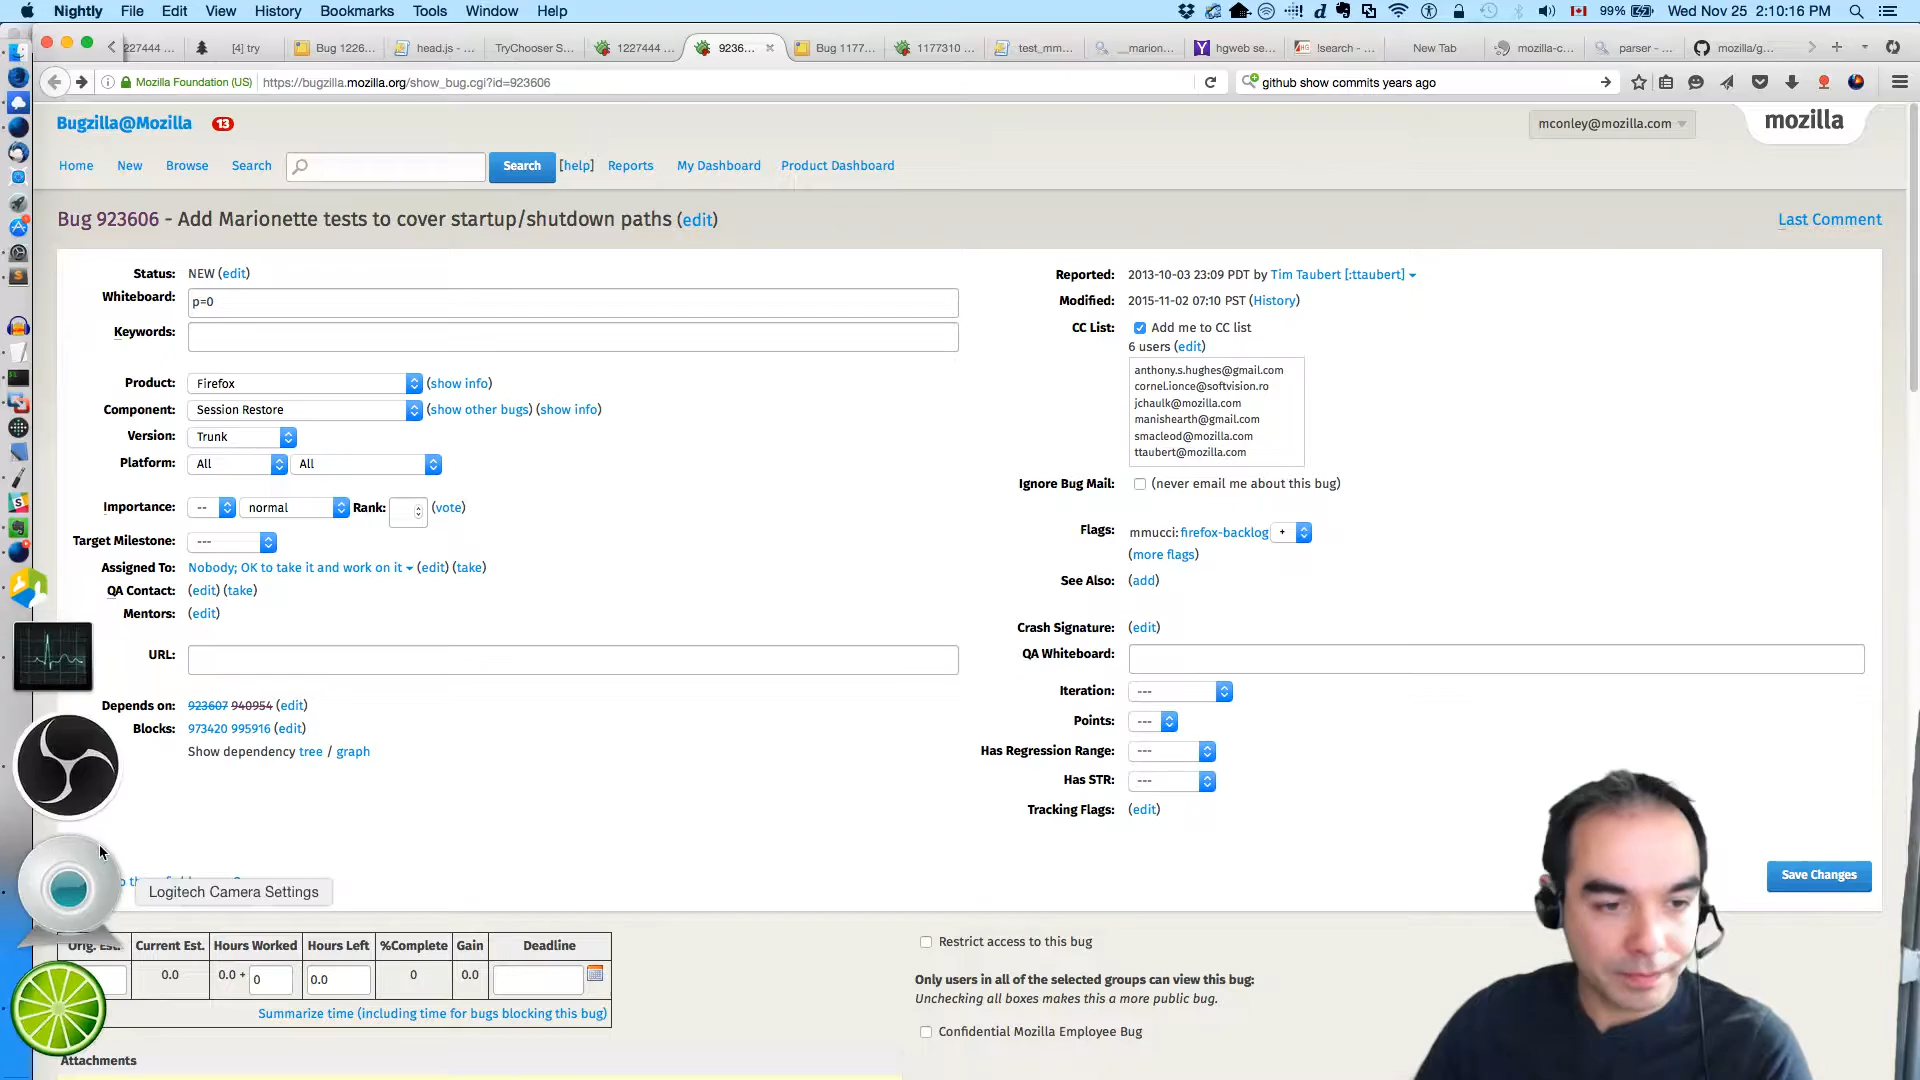 Nightly File Edit View History Bookmarks Tools Window Help 99% Wed Nov 25 2:10:16 PM
1227444 ... [4] try Bug 1226... head.js - ... TryChooser S... 1227444 ... 9236... Bug 1177... 1177310 ... test_mm... __marion... hgweb se... !search - ... New Tab mozilla-c... parser - ... mozilla/g...
Mozilla Foundation (US) https://bugzilla.mozilla.org/show_bug.cgi?id=923606 github show commits years ago
Bugzilla@Mozilla 13 mconley@mozilla.com mozilla
Home New Browse Search Search [help] Reports My Dashboard Product Dashboard
Bug 923606 - Add Marionette tests to cover startup/shutdown paths (edit) Last Comment
Status: NEW (edit)
Whiteboard: p=0
Keywords:
Product: Firefox (show info)
Component: Session Restore (show other bugs) (show info)
Version: Trunk
Platform: All All
Importance: -- normal Rank: (vote)
Target Milestone: ---
Assigned To: Nobody; OK to take it and work on it (edit) (take)
QA Contact: (edit) (take)
Mentors: (edit)
URL:
Depends on: 923607 940954 (edit)
Blocks: 973420 995916 (edit)
Show dependency tree / graph
Reported: 2013-10-03 23:09 PDT by Tim Taubert [:ttaubert]
Modified: 2015-11-02 07:10 PST (History)
CC List: Add me to CC list
6 users (edit)
anthony.s.hughes@gmail.com
cornel.ionce@softvision.ro
jchaulk@mozilla.com
manishearth@gmail.com
smacleod@mozilla.com
ttaubert@mozilla.com
Ignore Bug Mail: (never email me about this bug)
Flags: mmucci: firefox-backlog +
(more flags)
See Also: (add)
Crash Signature: (edit)
QA Whiteboard:
Iteration: ---
Points: ---
Has Regression Range: ---
Has STR: ---
Tracking Flags: (edit)
Save Changes
Logitech Camera Settings
Orig. Est. Current Est. Hours Worked Hours Left %Complete Gain Deadline
0.0 0.0 + 0 0.0 0 0.0
Summarize time (including time for bugs blocking this bug)
Attachments
Restrict access to this bug
Only users in all of the selected groups can view this bug:
Unchecking all boxes makes this a more public bug.
Confidential Mozilla Employee Bug